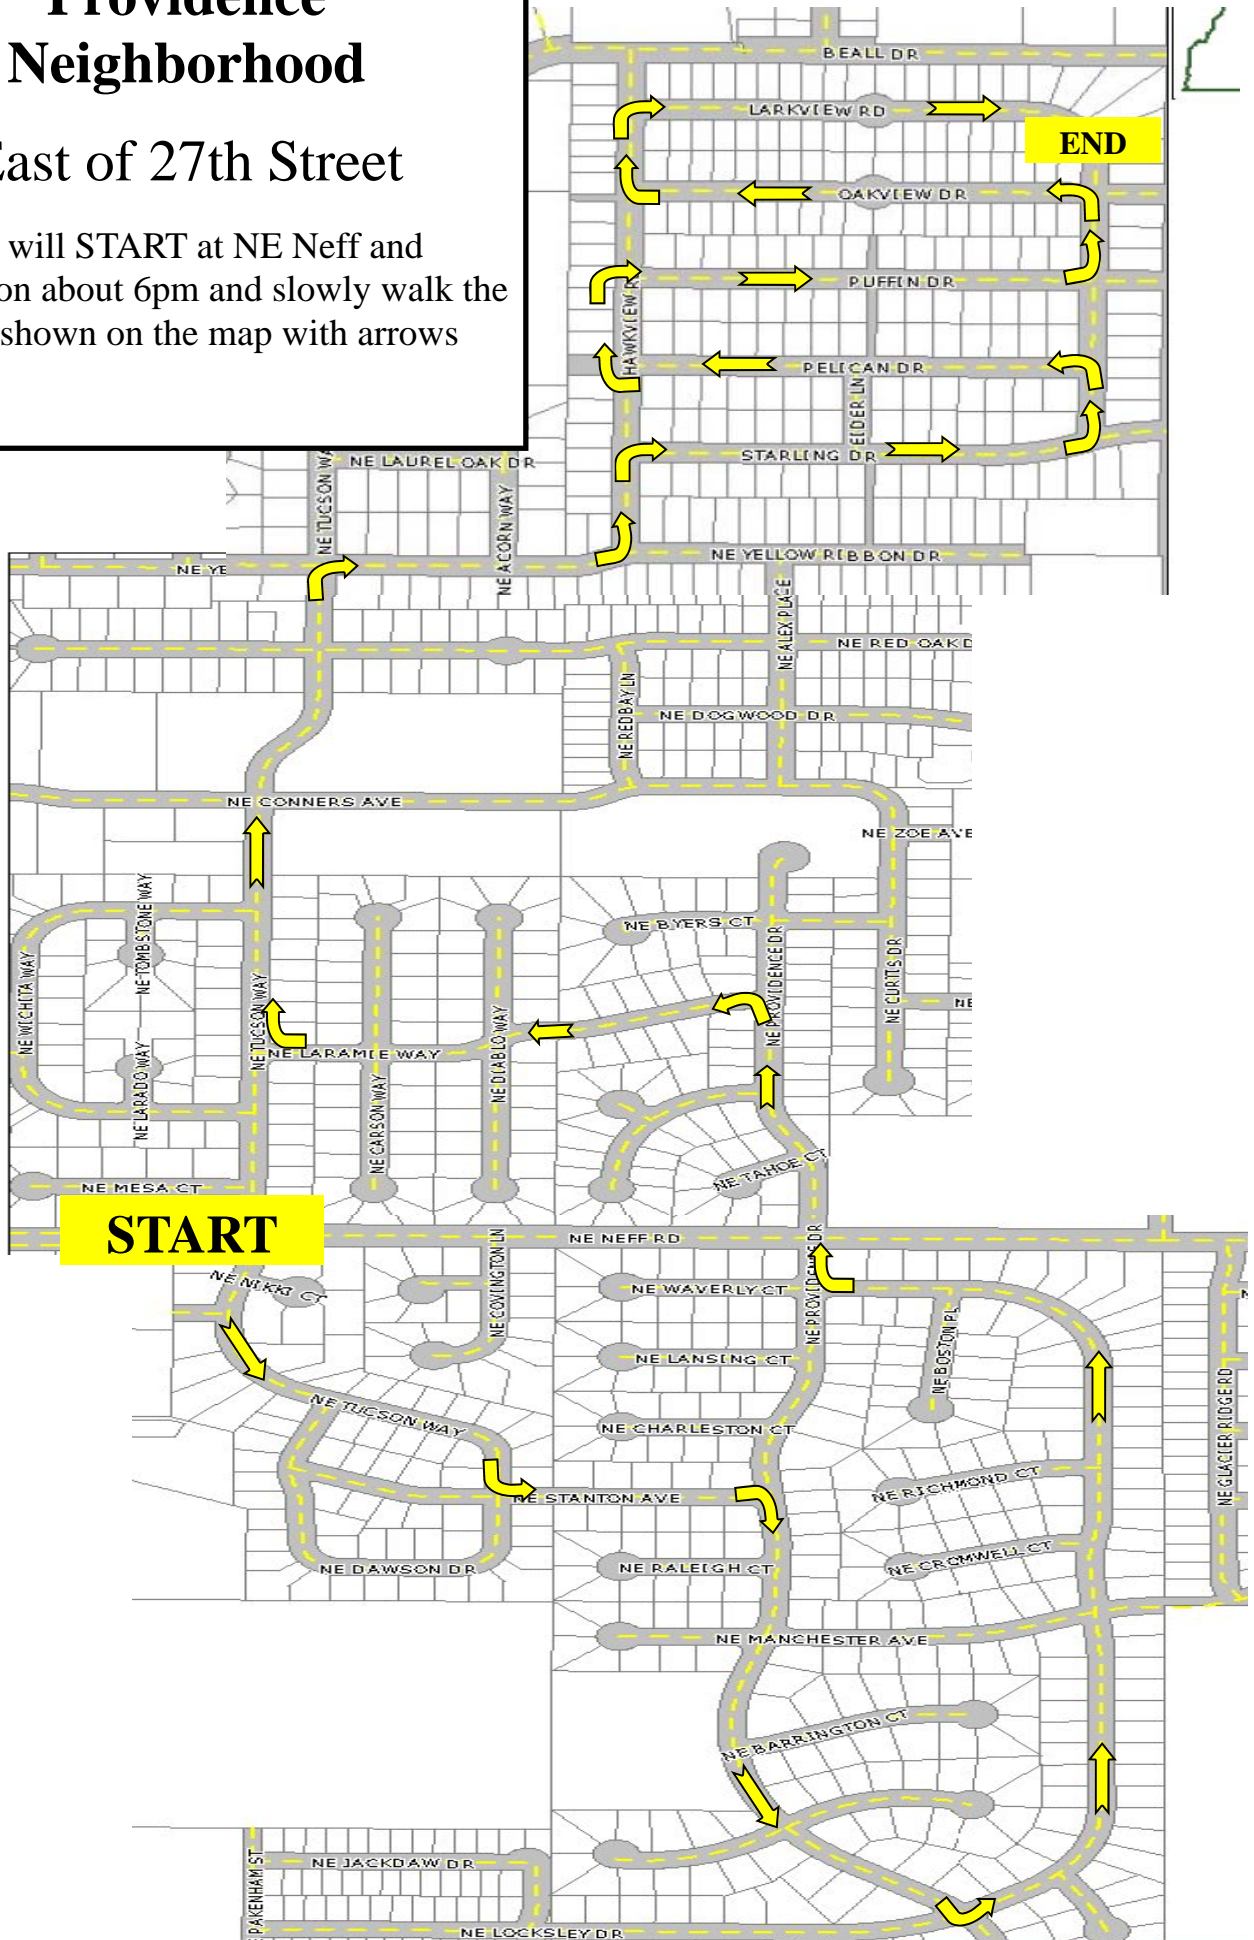 Providence
Neighborhood
East of 27th Street
will START at NE Neff and
on about 6pm and slowly walk the
shown on the map with arrows
BEALL DR
LARKVIEW RD
END
OAKVIEW DR
PUFFIN DR
HAWKVIEW R
PELICAN DR
EIDER LN
STARLING DR
NE LAUREL OAK DR
NE TUCSON WA
NE ACORN WAY
NE YELLOW RIBBON DR
NE YE
NE ALEX PLACE
NE RED OAK D
NE REDBAY LN
NE DOGWOOD DR
NE CONNERS AVE
NE ZOE AVE
NE TOMBSTONE WAY
NE BYERS CT
NE PROVIDENCE DR
NE CURTIS DR
NE WICHITA WAY
NE TUCSON WAY
NE
NE LARAMIE WAY
NE DIABLO WAY
NE LARADO WAY
NE CARSON WAY
NE TAHOE CT
NE MESA CT
START
NE NEFF RD
NE COVINGTON LN
NE PROVIDENCE DR
NE NIKKI CT
NE WAVERLY CT
NE BOSTON PL
NE LANSING CT
NE GLACIER RIDGE RD
NE TUCSON WAY
NE CHARLESTON CT
NE RICHMOND CT
NE STANTON AVE
NE CROMWELL CT
NE DAWSON DR
NE RALEIGH CT
NE MANCHESTER AVE
NE BARRINGTON CT
NE JACKDAW DR
PAKENHAM ST
NE LOCKSLEY DR